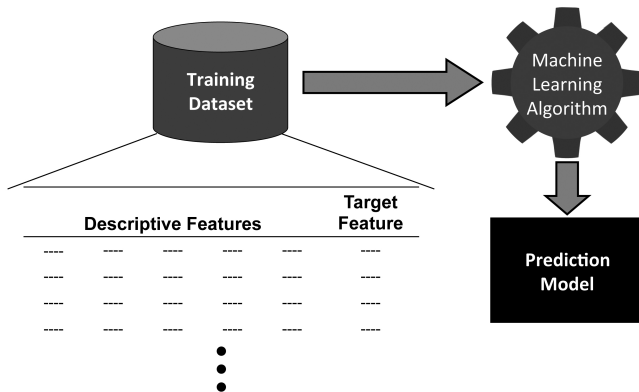 Training
Dataset
Machine
Learning
Algorithm
Target
Descriptive Features Feature
---- ---- ---- ---- ---- ----
---- ---- ---- ---- ---- ----
---- ---- ---- ---- ---- ----
---- ---- ---- ---- ---- ----
Prediction
Model